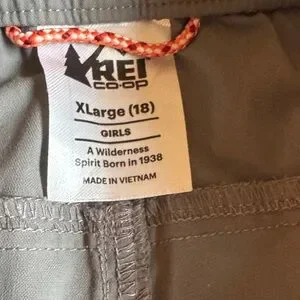 REI
CO·OP
XLarge (18)
GIRLS
A Wilderness
Spirit Born in 1938
MADE IN VIETNAM